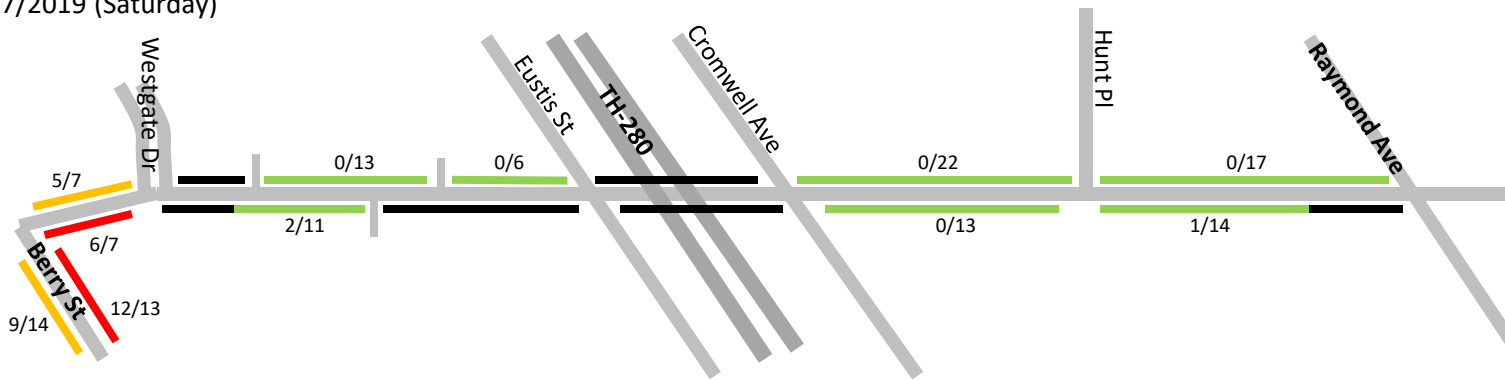 7/2019 (Saturday)
Westgate Dr
Eustis St
TH-280
Cromwell Ave
Hunt Pl
Raymond Ave
0/13
0/6
0/22
0/17
5/7
2/11
0/13
1/14
6/7
Berry St
12/13
9/14